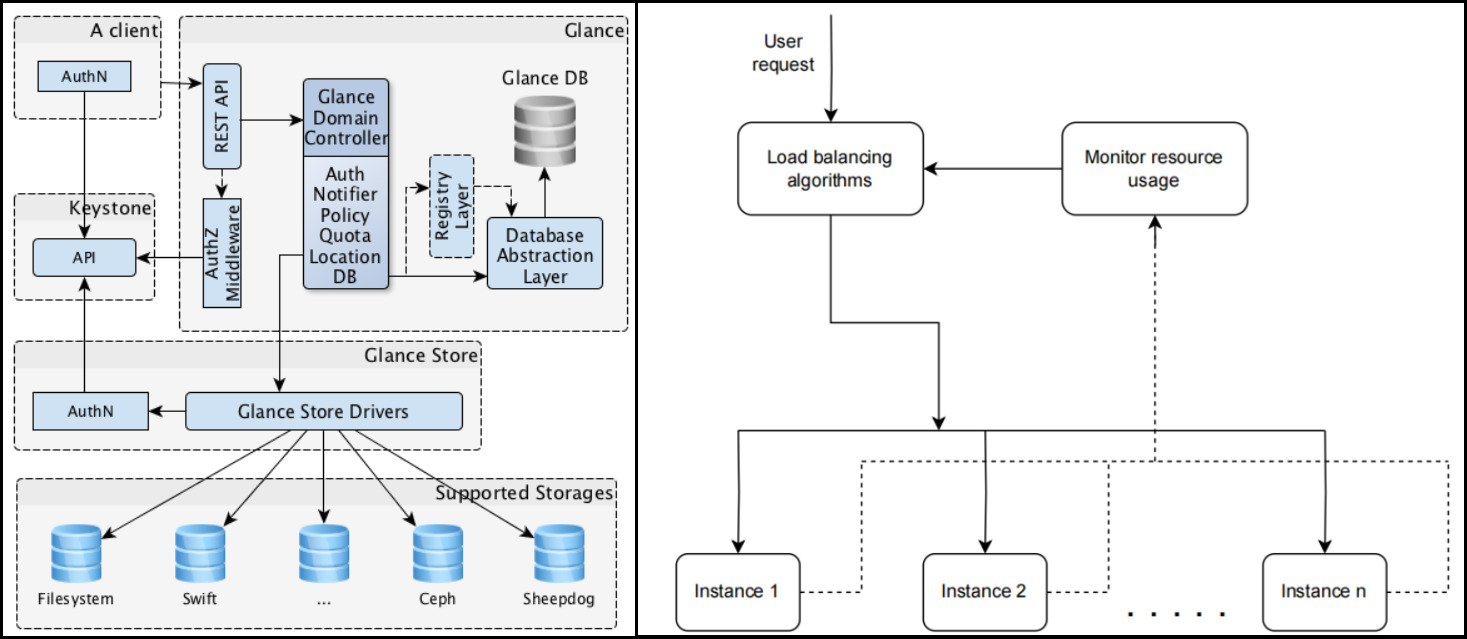 A client
AuthN
Glance
REST API
AuthZ
Middleware
Glance
Domain
Controller
Auth
Notifier
Policy
Quota
Location
DB
Registry
Layer
Glance DB
Database
Abstraction
Layer
Keystone
API
Glance Store
AuthN
Glance Store Drivers
Supported Storages
Filesystem
Swift
...
Ceph
Sheepdog
User
request
Load balancing
algorithms
Monitor resource
usage
Instance 1
Instance 2
. . . . .
Instance n